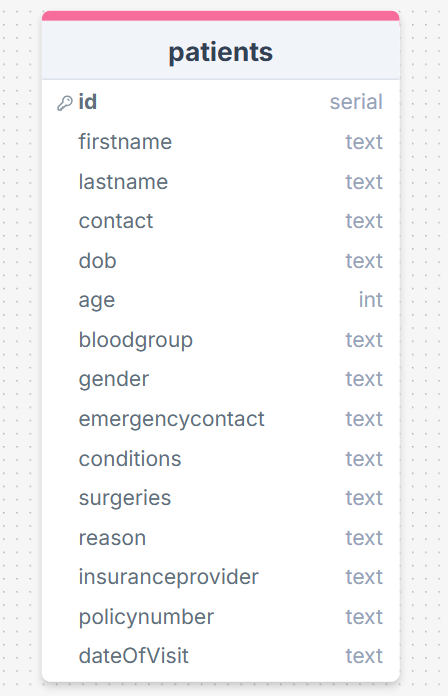 patients
id serial
firstname text
lastname text
contact text
dob text
age int
bloodgroup text
gender text
emergencycontact text
conditions text
surgeries text
reason text
insuranceprovider text
policynumber text
dateOfVisit text